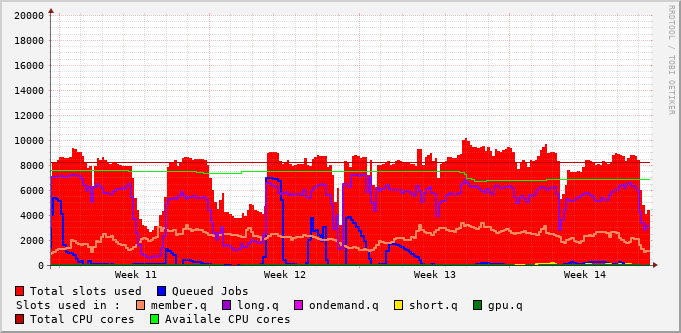 20000
18000
16000
14000
12000
10000
8000
6000
4000
2000
0
Week 11 Week 12 Week 13 Week 14
RRDTOOL / TOBI OETIKER
Total slots used Queued Jobs
Slots used in : member.q long.q ondemand.q short.q gpu.q
Total CPU cores Availale CPU cores